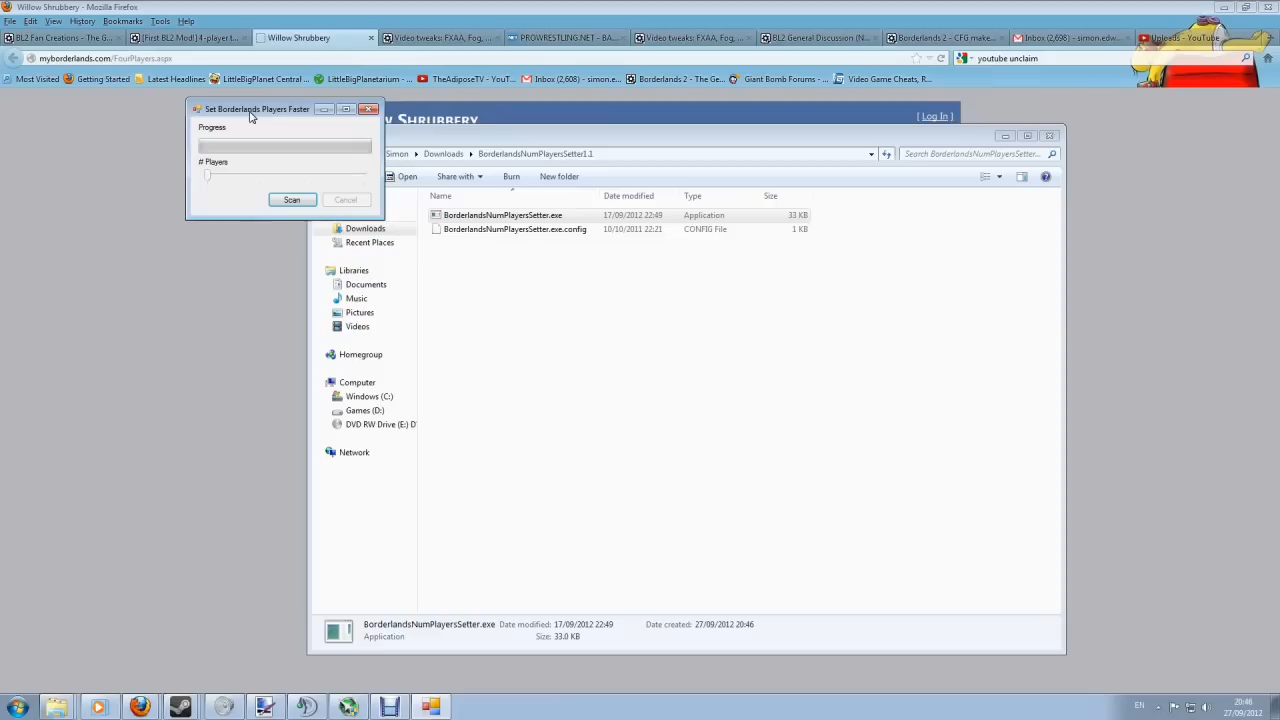 Willow Shrubbery - Mozilla Firefox
File Edit View History Bookmarks Tools Help
BL2 Fan Creations - The G...
[First BL2 Mod!] 4-player t...
Willow Shrubbery
Video tweaks: FXAA, Fog, ...
PROWRESTLING.NET - BA...
Video tweaks: FXAA, Fog, ...
BL2 General Discussion (N...
Borderlands 2 - CFG make...
Inbox (2,698) - simon.edw...
Uploads - YouTube
myborderlands.com/FourPlayers.aspx
youtube unclaim
Most Visited
Getting Started
Latest Headlines
LittleBigPlanet Central ...
LittleBigPlanetarium - ...
TheAdiposeTV - YouT...
Inbox (2,608) - simon.e...
Borderlands 2 - The Ge...
Giant Bomb Forums - ...
Video Game Cheats, R...
Set Borderlands Players Faster
Progress
# Players
Scan
Cancel
W SHRUBBERY
[ Log In ]
Simon
Downloads
BorderlandsNumPlayersSetter1.1
Search BorderlandsNumPlayersSetter...
Open
Share with
Burn
New folder
Name
Date modified
Type
Size
BorderlandsNumPlayersSetter.exe 17/09/2012 22:49 Application 33 KB
BorderlandsNumPlayersSetter.exe.config 10/10/2011 22:21 CONFIG File 1 KB
Downloads
Recent Places
Libraries
Documents
Music
Pictures
Videos
Homegroup
Computer
Windows (C:)
Games (D:)
DVD RW Drive (E:) D
Network
BorderlandsNumPlayersSetter.exe Date modified: 17/09/2012 22:49 Date created: 27/09/2012 20:46
Application Size: 33.0 KB
EN
20:46
27/09/2012